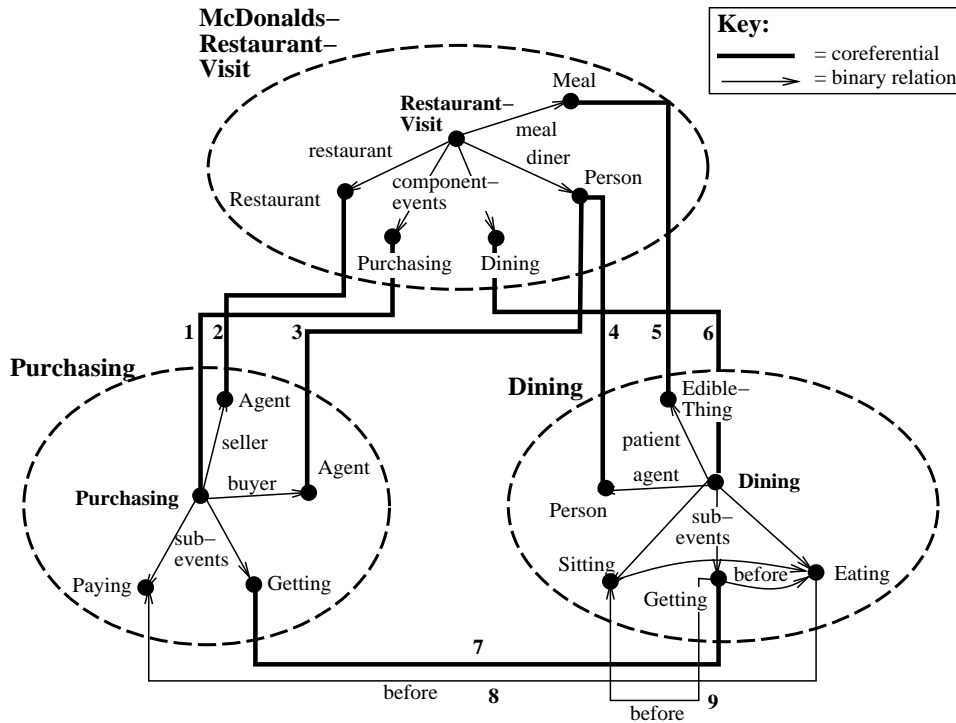 McDonalds–
Restaurant–
Visit
Key:
= coreferential
= binary relation
Meal
Restaurant–
Visit
meal
restaurant
diner
component–
events
Person
Restaurant
Purchasing
Dining
1
2
3
4
5
6
Purchasing
Dining
Agent
Edible–
Thing
seller
patient
Agent
buyer
agent
Purchasing
Dining
Person
sub–
events
sub–
events
Sitting
before
Eating
Paying
Getting
Getting
7
before
8
9
before